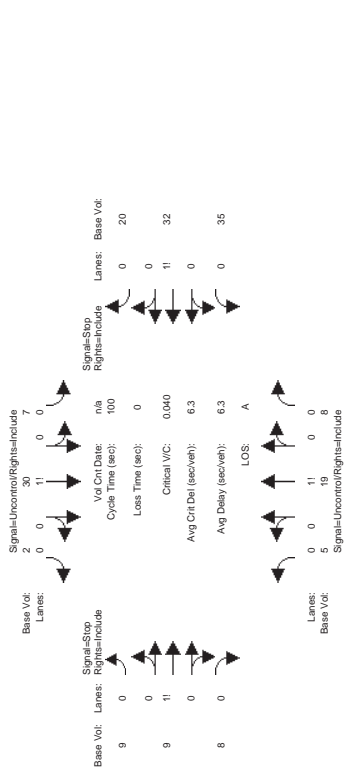 Signal=Uncontrol/Rights=Include
Base Vol: 2 30 7
Lanes: 0 0 1! 0 0
Signal=Stop
Rights=Include
Base Vol: Lanes:
9 0
0
9 1!
0
8 0
Vol Cnt Date: n/a
Cycle Time (sec): 100
Loss Time (sec): 0
Critical V/C: 0.040
Avg Crit Del (sec/veh): 6.3
Avg Delay (sec/veh): 6.3
LOS: A
Signal=Stop
Rights=Include
Lanes: Base Vol:
0 20
0
1! 32
0
0 35
Lanes: 0 0 1! 0 0
Base Vol: 5 19 8
Signal=Uncontrol/Rights=Include